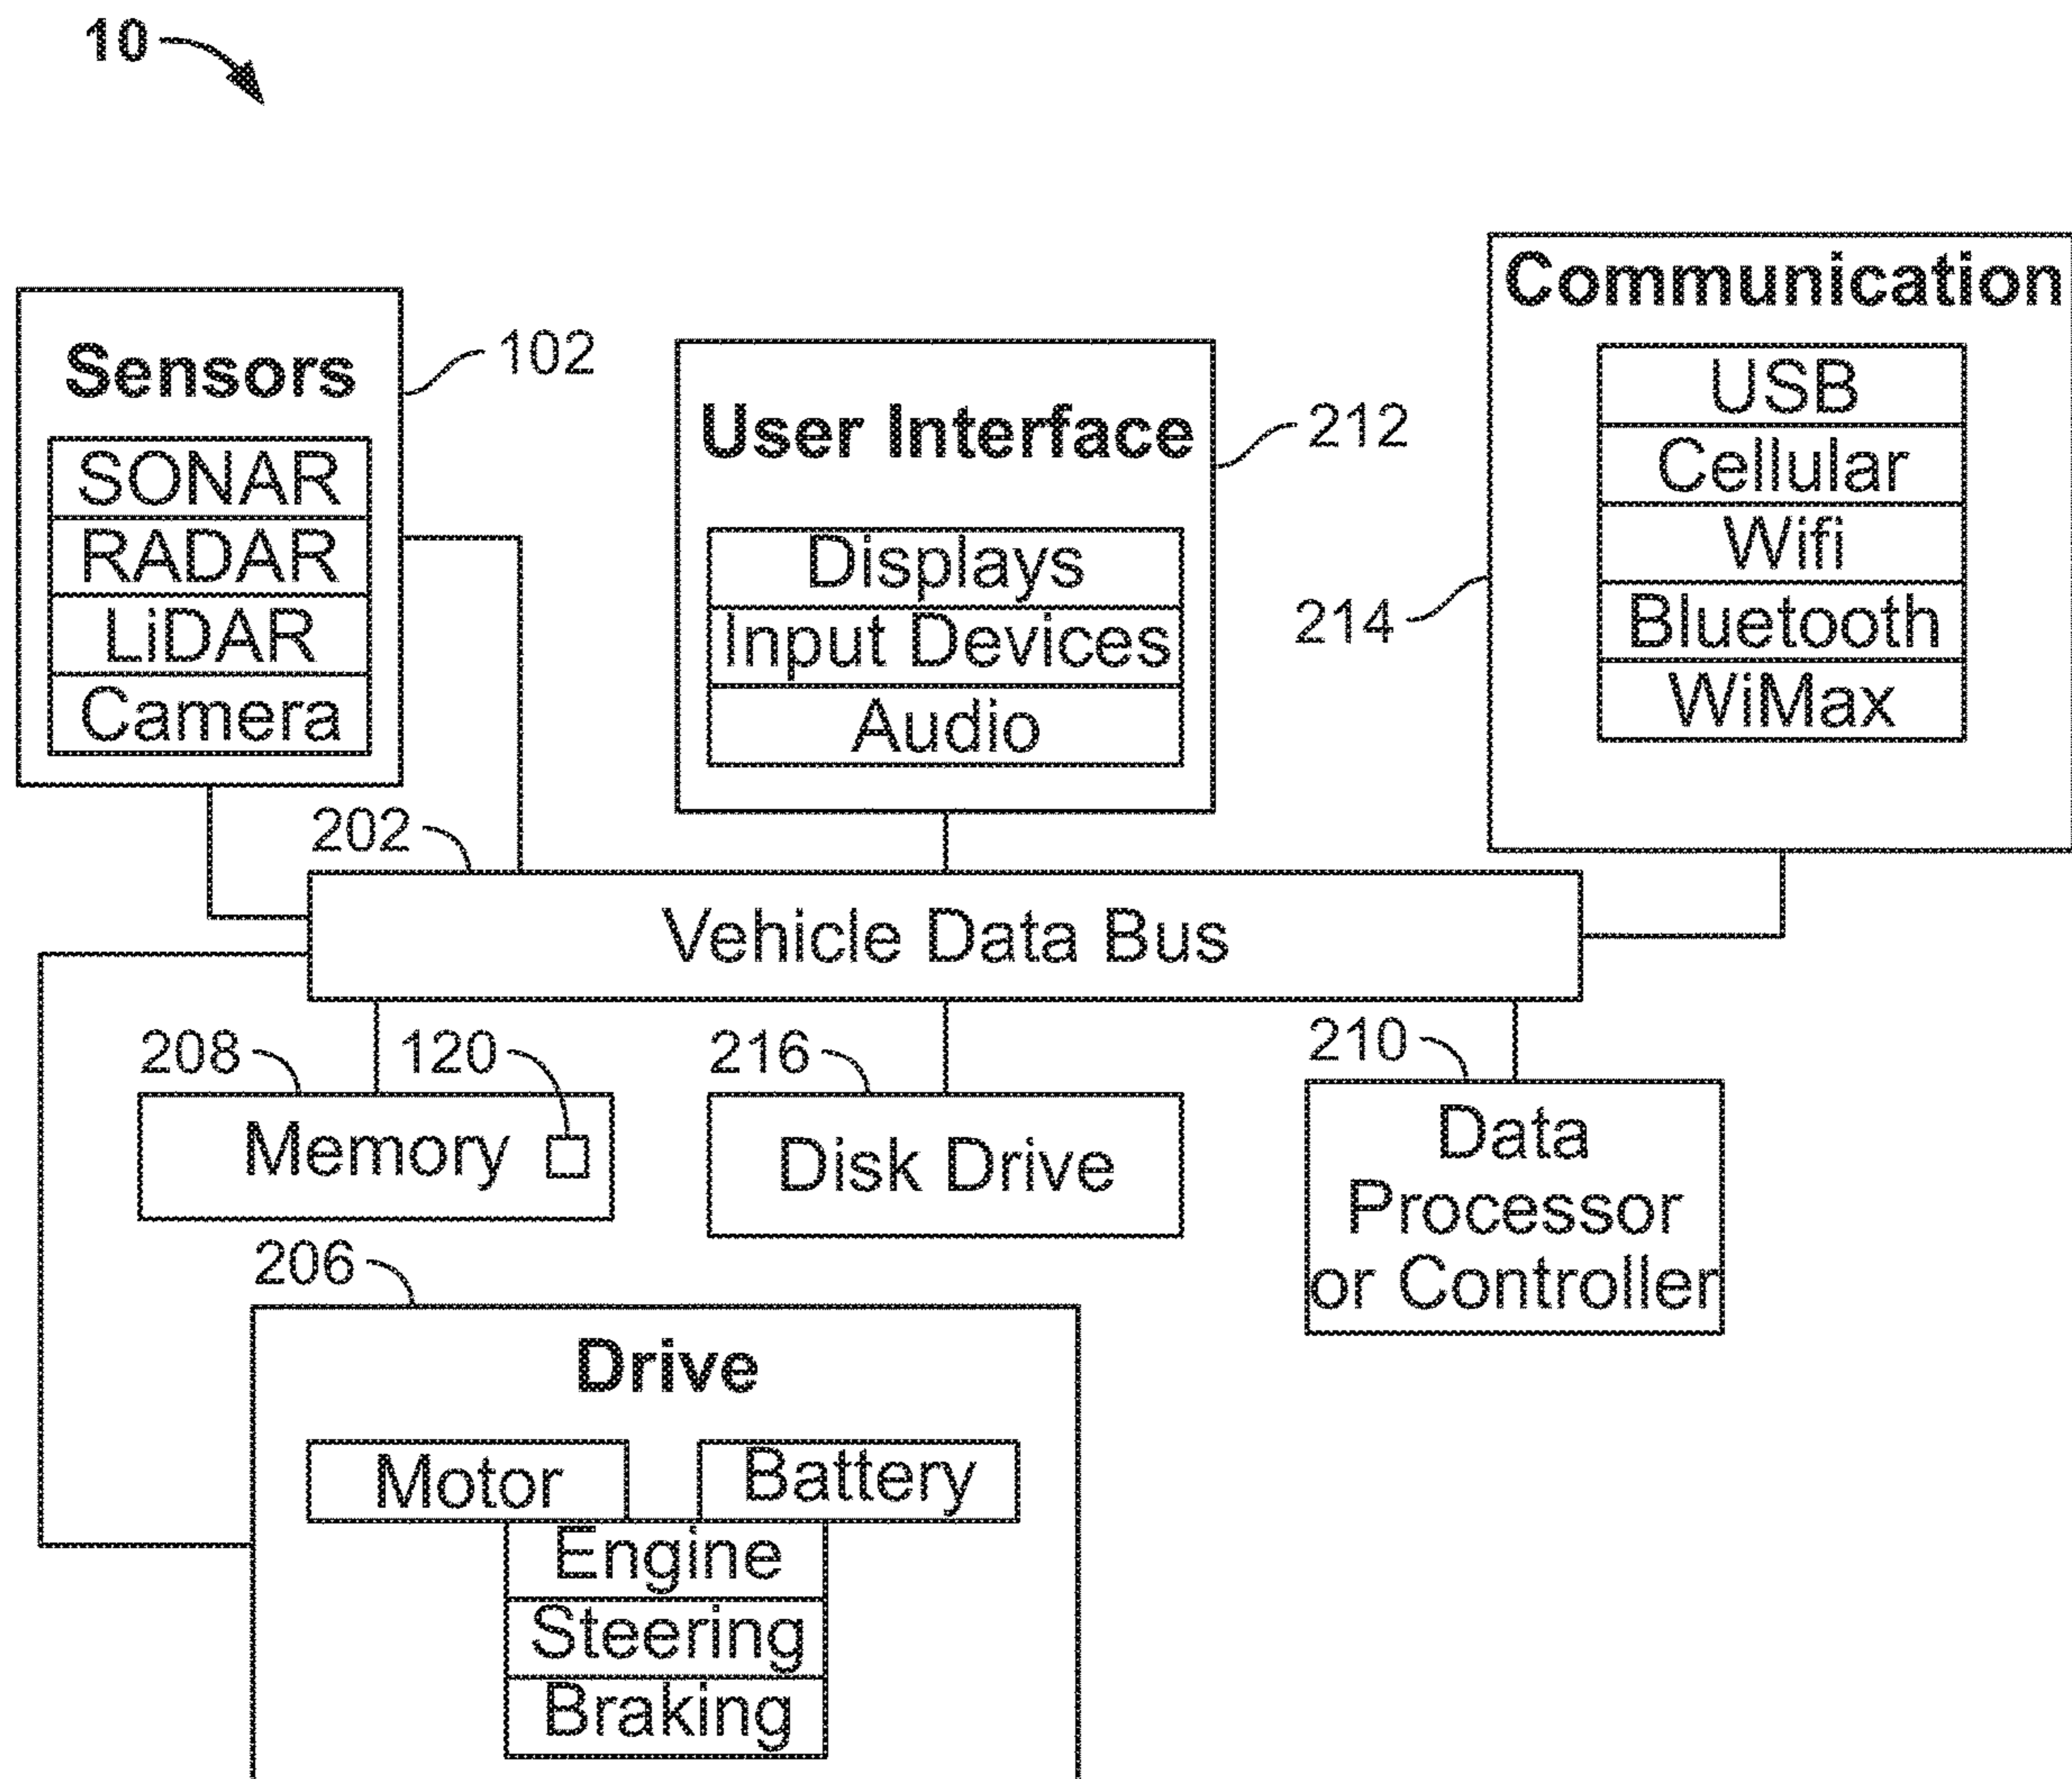 10
Sensors
102
SONAR
RADAR
LiDAR
Camera
User Interface
212
Displays
Input Devices
Audio
Communication
214
USB
Cellular
Wifi
Bluetooth
WiMax
202
Vehicle Data Bus
208
120
Memory
216
Disk Drive
210
Data
Processor
or Controller
206
Drive
Motor
Battery
Engine
Steering
Braking